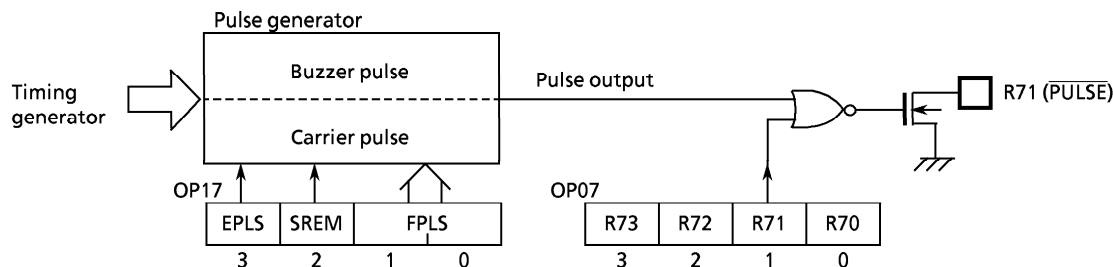 Pulse generator
Timing
generator
Buzzer pulse
Carrier pulse
Pulse output
R71 (PULSE)
OP17
EPLS SREM FPLS
3 2 1 0
OP07
R73 R72 R71 R70
3 2 1 0